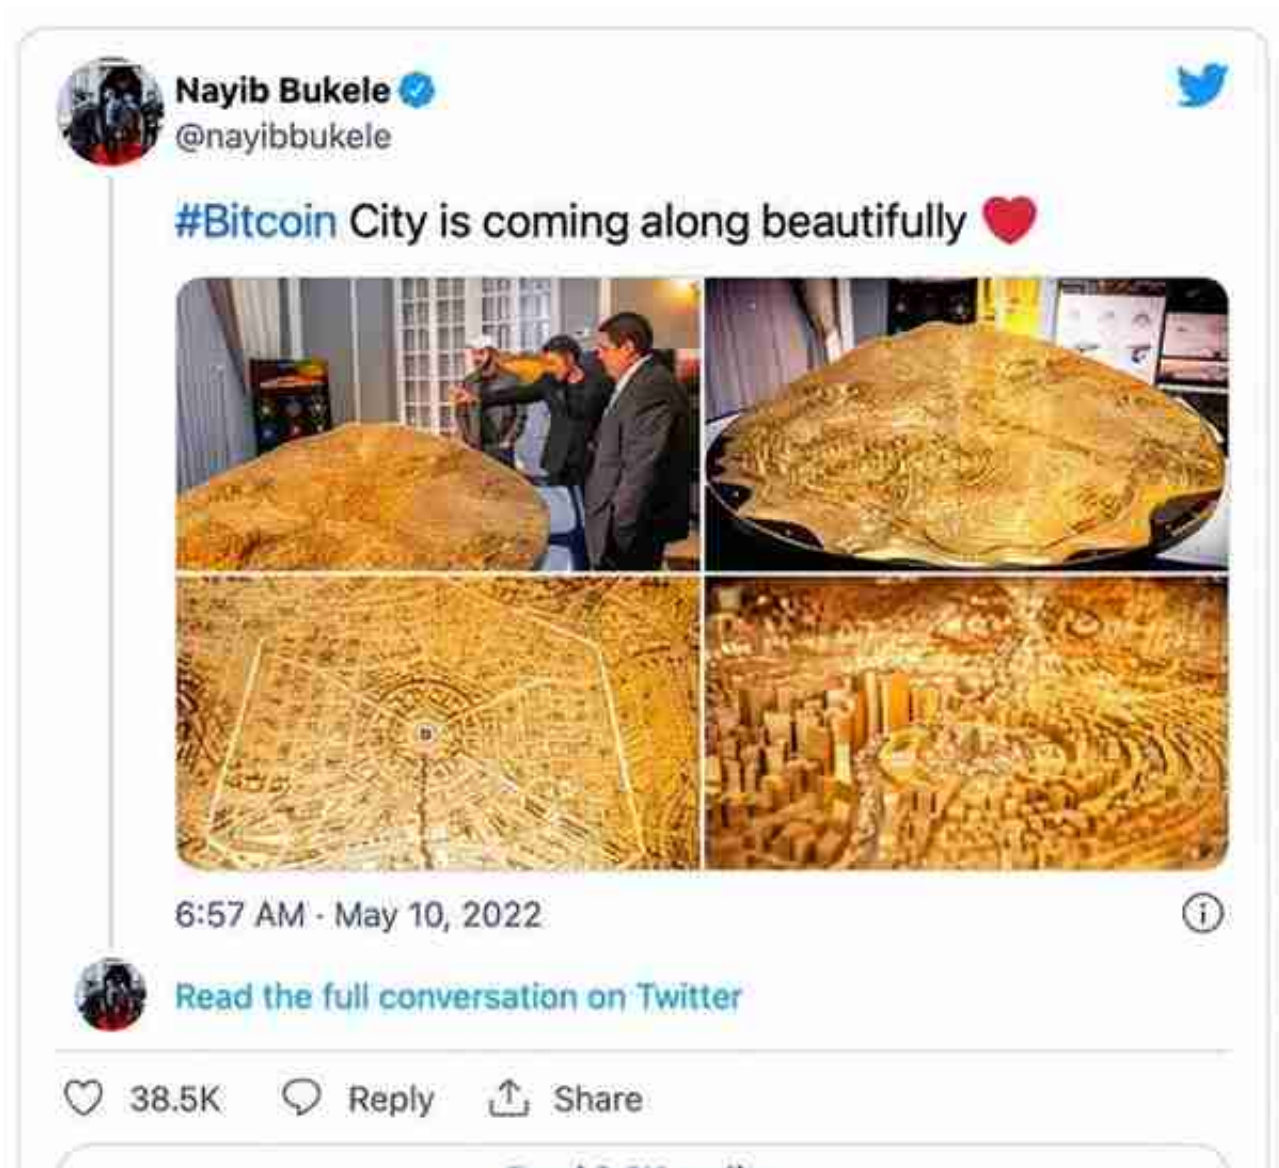 Nayib Bukele
@nayibbukele
#Bitcoin City is coming along beautifully ❤️
6:57 AM · May 10, 2022
Read the full conversation on Twitter
38.5K Reply Share